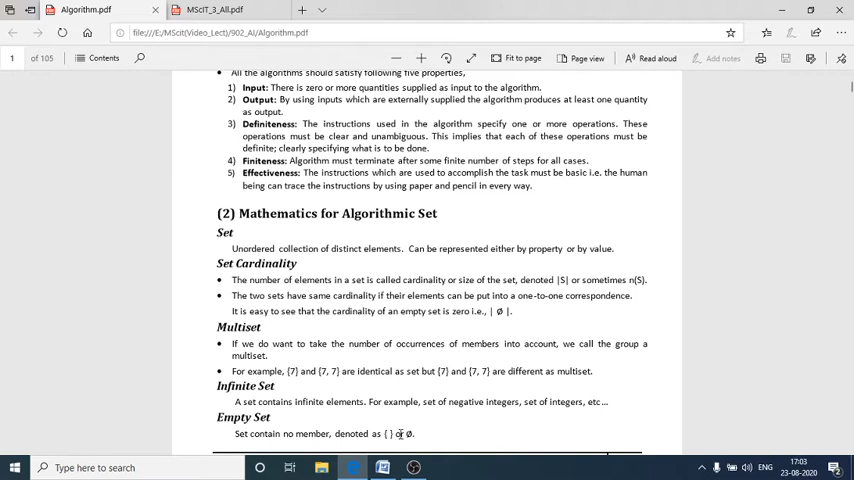 Algorithm.pdf
MScIT_3_All.pdf
file:///E:/MScit(Video_Lect)/902_AI/Algorithm.pdf
1 of 105
Contents
Fit to page
Page view
Read aloud
Add notes
• All the algorithms should satisfy following five properties,
1) Input: There is zero or more quantities supplied as input to the algorithm.
2) Output: By using inputs which are externally supplied the algorithm produces at least one quantity
as output.
3) Definiteness: The instructions used in the algorithm specify one or more operations. These
operations must be clear and unambiguous. This implies that each of these operations must be
definite; clearly specifying what is to be done.
4) Finiteness: Algorithm must terminate after some finite number of steps for all cases.
5) Effectiveness: The instructions which are used to accomplish the task must be basic i.e. the human
being can trace the instructions by using paper and pencil in every way.
(2) Mathematics for Algorithmic Set
Set
Unordered collection of distinct elements. Can be represented either by property or by value.
Set Cardinality
• The number of elements in a set is called cardinality or size of the set, denoted |S| or sometimes n(S).
• The two sets have same cardinality if their elements can be put into a one-to-one correspondence.
It is easy to see that the cardinality of an empty set is zero i.e., | ∅ |.
Multiset
• If we do want to take the number of occurrences of members into account, we call the group a
multiset.
• For example, {7} and {7, 7} are identical as set but {7} and {7, 7} are different as multiset.
Infinite Set
A set contains infinite elements. For example, set of negative integers, set of integers, etc...
Empty Set
Set contain no member, denoted as { } or ∅.
Type here to search
ENG
17:03
23-08-2020
2